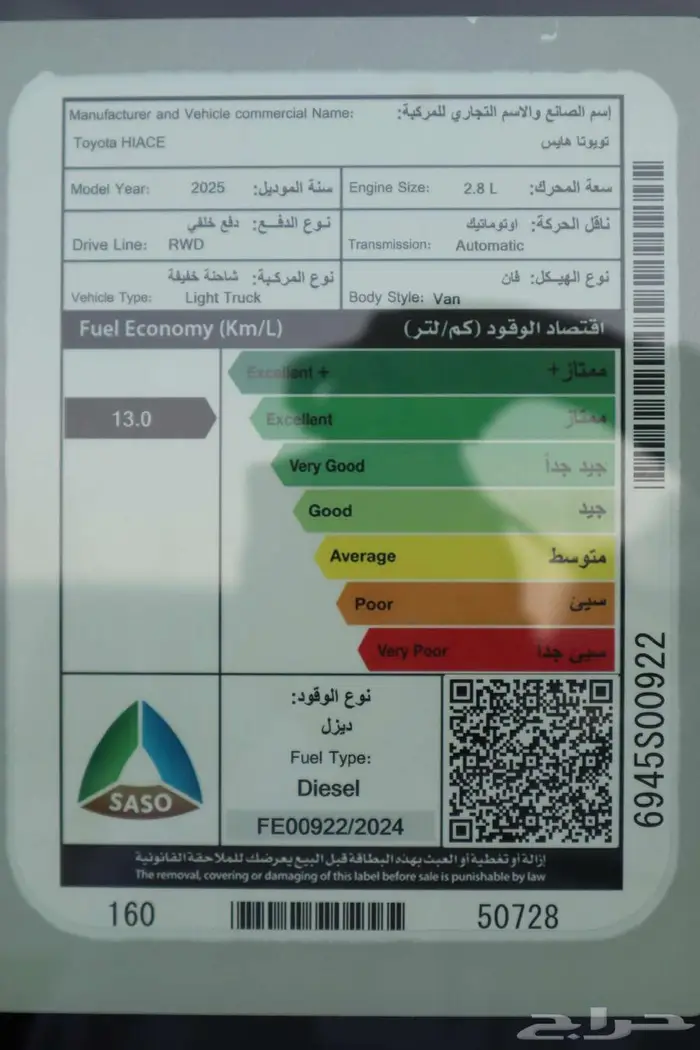 Manufacturer and Vehicle commercial Name: إسم الصانع والاسم التجاري للمركبة:
Toyota HIACE تويوتا هايس
Model Year: 2025 سنة الموديل: Engine Size: 2.8 L سعة المحرك:
نوع الدفـــع: دفع خلفي ناقل الحركة: اوتوماتيك
Drive Line: RWD Transmission: Automatic
نوع المركـبة: شاحنة خفيفة نوع الهيـكل: فان
Vehicle Type: Light Truck Body Style: Van
Fuel Economy (Km/L) اقتصاد الوقود (كم/لتر)
Excellent + ممتاز+
13.0 Excellent ممتاز
Very Good جيد جداً
Good جيد
Average متوسط
Poor سيئ
Very Poor سيئ جداً
نوع الوقود:
ديزل
Fuel Type:
Diesel
FE00922/2024
SASO
إزالة أو تغطية أو العبث بهذه البطاقة قبل البيع يعرضك للملاحقة القانونية
The removal, covering or damaging of this label before sale is punishable by law
160 50728
6945S00922
حراج